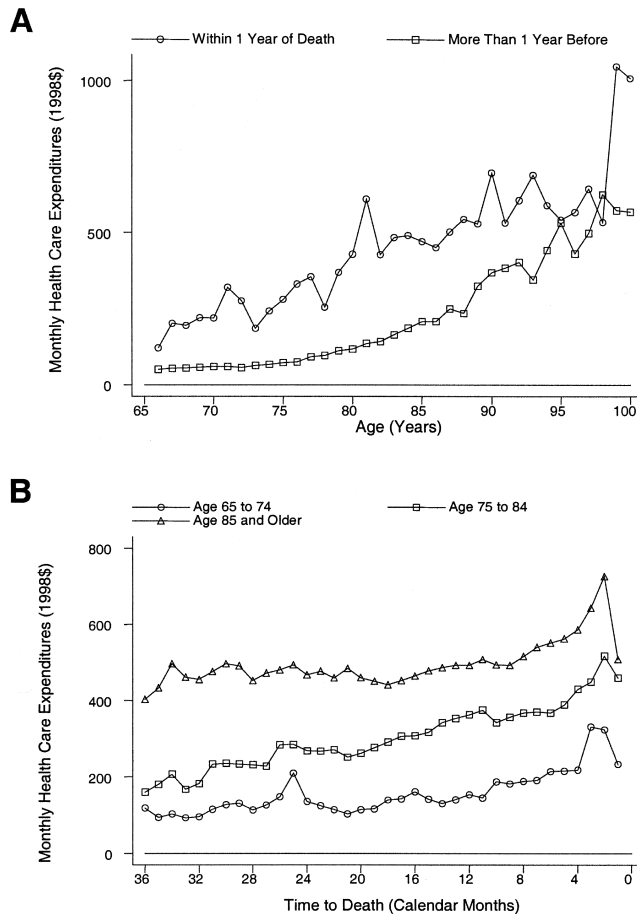 A
Within 1 Year of Death
More Than 1 Year Before
Monthly Health Care Expenditures (1998$)
1000
500
0
65 70 75 80 85 90 95 100
Age (Years)
B
Age 65 to 74
Age 75 to 84
Age 85 and Older
Monthly Health Care Expenditures (1998$)
800
600
400
200
0
36 32 28 24 20 16 12 8 4 0
Time to Death (Calendar Months)